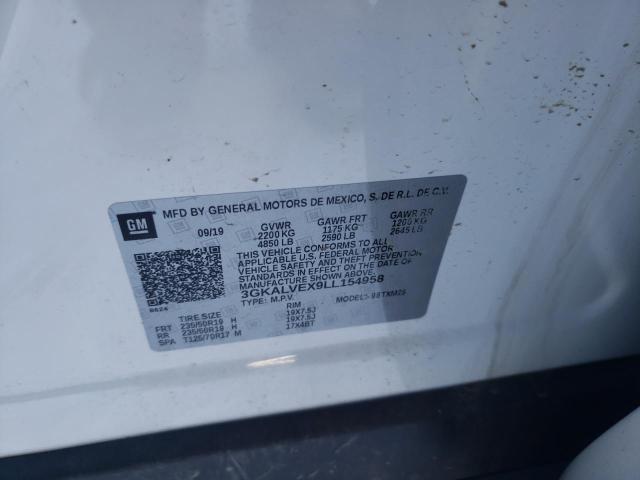 GM
MFD BY GENERAL MOTORS DE MEXICO, S. DE R.L. DE C.V.
09/19 GVWR GAWR FRT GAWR RR
2200 KG 1175 KG 1200 KG
4850 LB 2590 LB 2645 LB
THIS VEHICLE CONFORMS TO ALL
APPLICABLE U.S. FEDERAL MOTOR
VEHICLE SAFETY AND THEFT PREVENTION
STANDARDS IN EFFECT ON THE DATE OF
MANUFACTURE SHOWN ABOVE.
3GKALVEX9LL154958
TYPE: M.P.V. MODEL:
TIRE SIZE RIM
FRT 235/50R19 H 19X7.5J
RR 235/50R19 H 19X7.5J
SPA T125/70R17 M 17X4BT